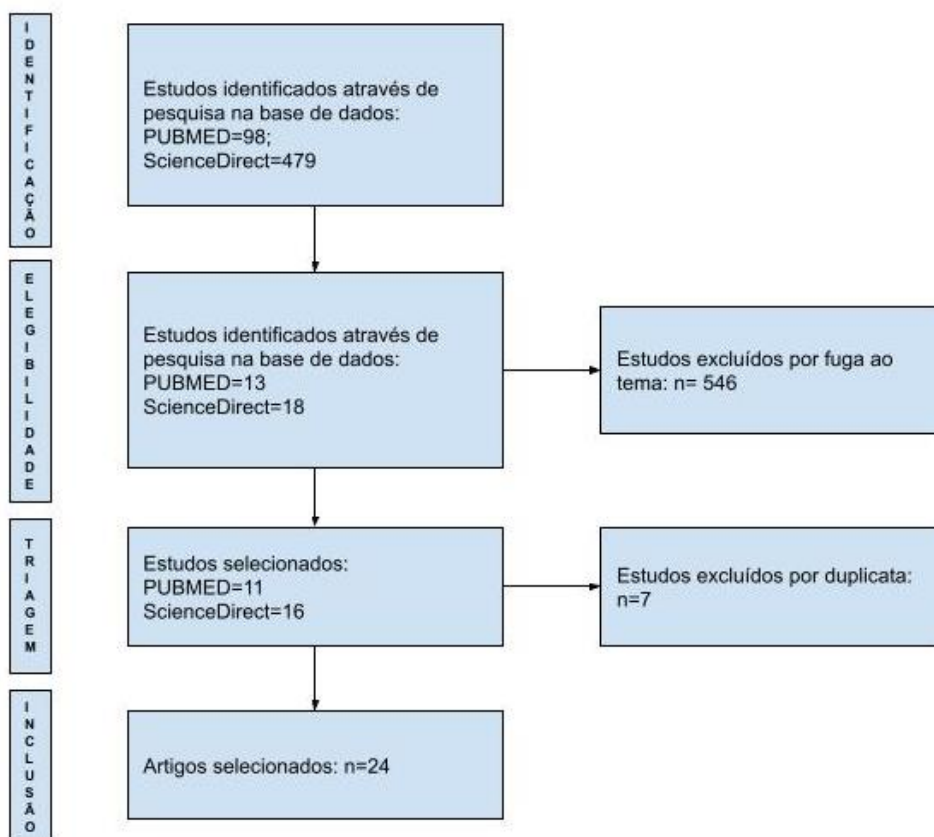 IDENTIFICAÇÃO
Estudos identificados através de
pesquisa na base de dados:
PUBMED=98;
ScienceDirect=479
ELEGIBILIDADE
Estudos identificados através de
pesquisa na base de dados:
PUBMED=13
ScienceDirect=18
Estudos excluídos por fuga ao
tema: n= 546
TRIAGEM
Estudos selecionados:
PUBMED=11
ScienceDirect=16
Estudos excluídos por duplicata:
n=7
INCLUSÃO
Artigos selecionados: n=24